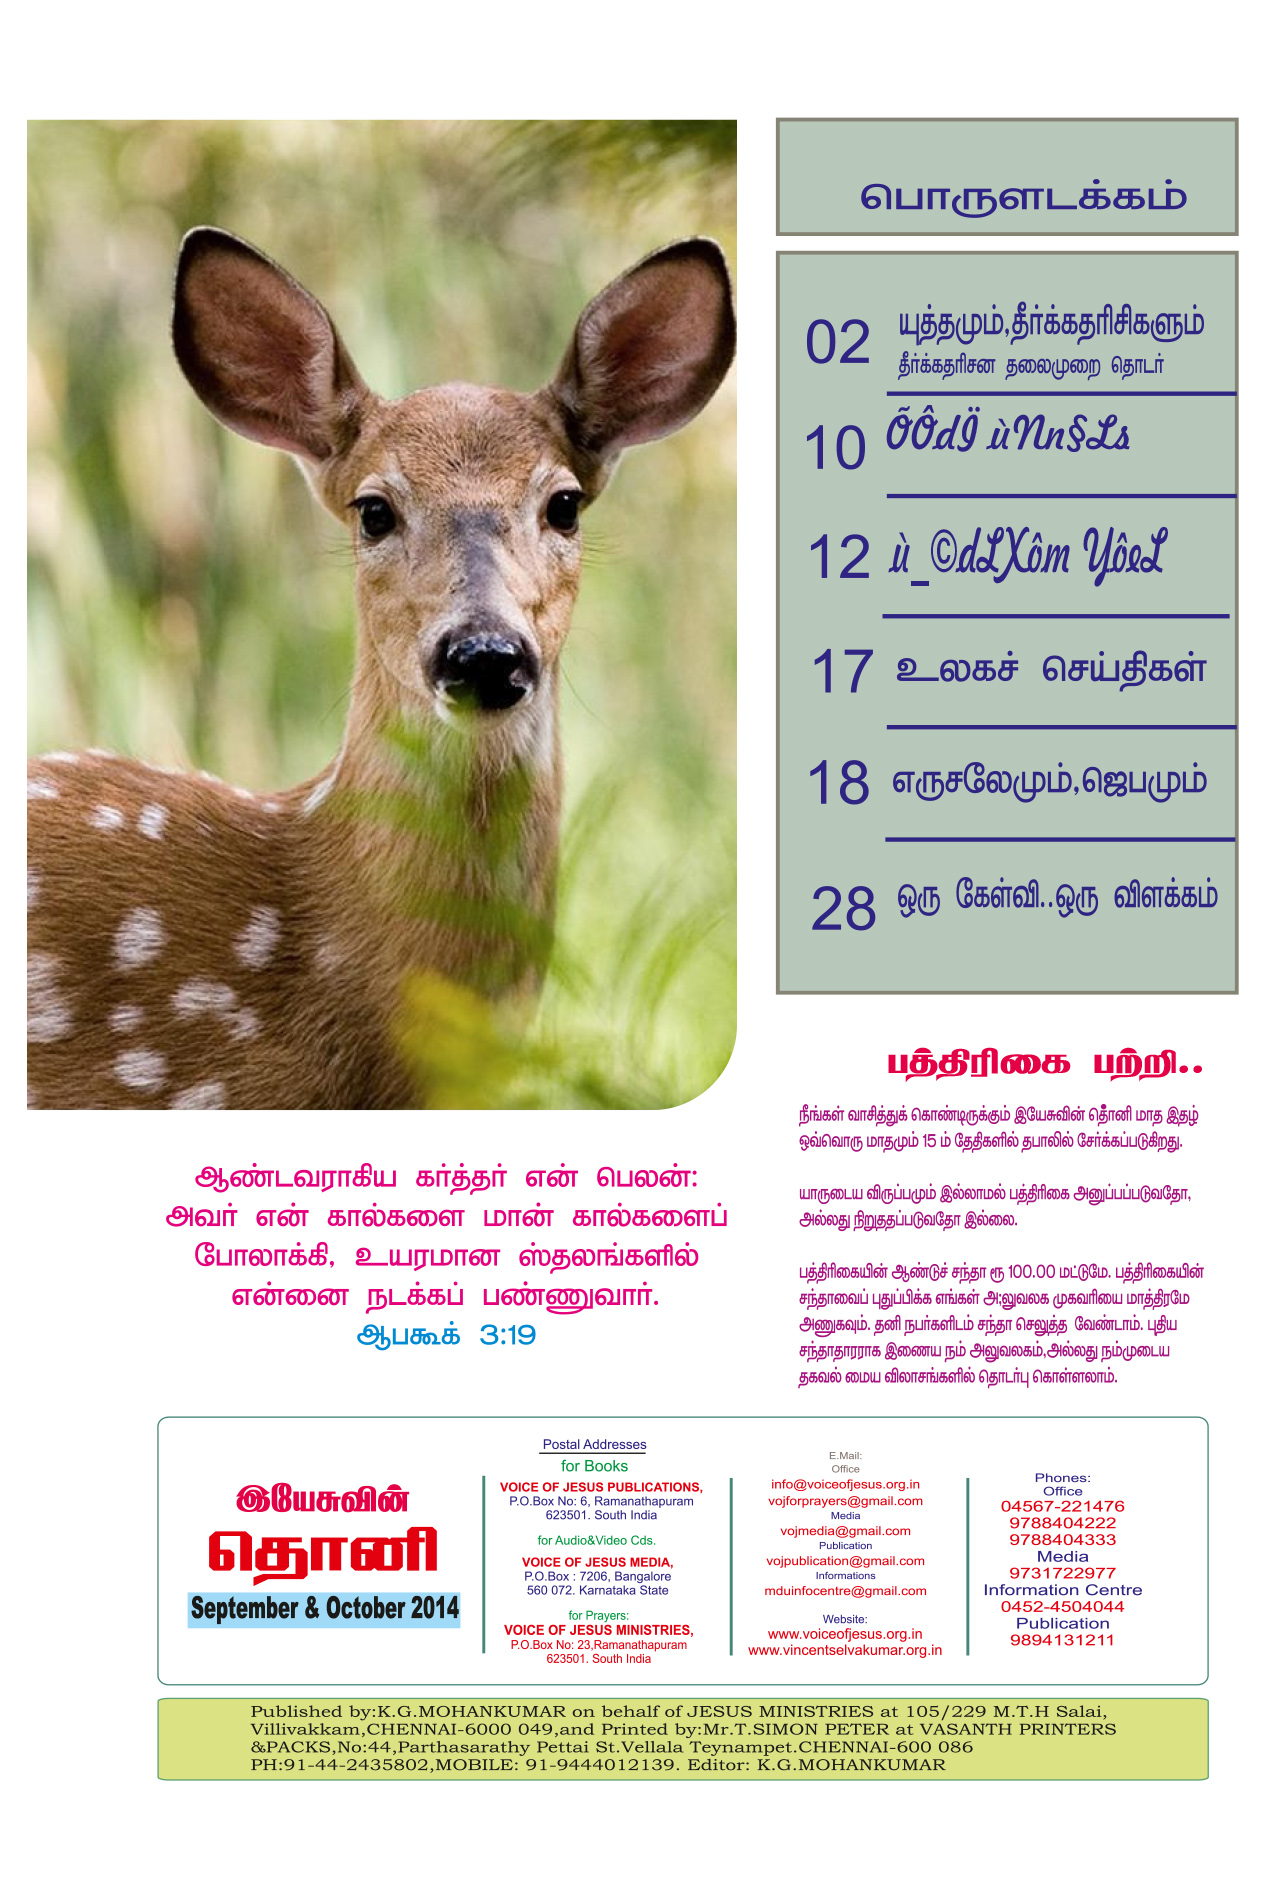 பொருளடக்கம்
02 யுத்தமும்,தீர்க்கதரிசிகளும்
தீர்க்கதரிசன தலைமுறை தொடர்
10 ÕÔdÏ ùNn§Ls
12 ù_©dLXôm YôeL
17 உலகச் செய்திகள்
18 எருசலேமும்,ஜெபமும்
28 ஒரு கேள்வி..ஒரு விளக்கம்
ஆண்டவராகிய கர்த்தர் என் பெலன்:
அவர் என் கால்களை மான் கால்களைப்
போலாக்கி, உயரமான ஸ்தலங்களில்
என்னை நடக்கப் பண்ணுவார்.
ஆபகூக் 3:19
பத்திரிகை பற்றி..
நீங்கள் வாசித்துக் கொண்டிருக்கும் இயேசுவின் தொனி மாத இதழ்
ஒவ்வொரு மாதமும் 15 ம் தேதிகளில் தபாலில் சேர்க்கப்படுகிறது.
யாருடைய விருப்பமும் இல்லாமல் பத்திரிகை அனுப்பப்படுவதோ,
அல்லது நிறுததப்படுவதோ இல்லை.
பத்திரிகையின் ஆண்டுச் சந்தா ரூ 100.00 மட்டுமே. பத்திரிகையின்
சந்தாவைப் புதுப்பிக்க எங்கள் அ;லுவலக முகவரியை மாத்திரமே
அணுகவும். தனி நபர்களிடம் சந்தா செலுத்த வேண்டாம். புதிய
சந்தாதாரராக இணைய நம் அலுவலகம்,அல்லது நம்முடைய
தகவல் மைய விலாசங்களில் தொடர்பு கொள்ளலாம்.
இயேசுவின்
தொனி
September & October 2014
Postal Addresses
for Books
VOICE OF JESUS PUBLICATIONS,
P.O.Box No: 6, Ramanathapuram
623501. South India
for Audio&Video Cds.
VOICE OF JESUS MEDIA,
P.O.Box : 7206, Bangalore
560 072. Karnataka State
for Prayers:
VOICE OF JESUS MINISTRIES,
P.O.Box No: 23,Ramanathapuram
623501. South India
E.Mail:
Office
info@voiceofjesus.org.in
vojforprayers@gmail.com
Media
vojmedia@gmail.com
Publication
vojpublication@gmail.com
Informations
mduinfocentre@gmail.com
Website:
www.voiceofjesus.org.in
www.vincentselvakumar.org.in
Phones:
Office
04567-221476
9788404222
9788404333
Media
9731722977
Information Centre
0452-4504044
Publication
9894131211
Published by:K.G.MOHANKUMAR on behalf of JESUS MINISTRIES at 105/229 M.T.H Salai,
Villivakkam,CHENNAI-6000 049,and Printed by:Mr.T.SIMON PETER at VASANTH PRINTERS
&PACKS,No:44,Parthasarathy Pettai St.Vellala Teynampet.CHENNAI-600 086
PH:91-44-2435802,MOBILE: 91-9444012139. Editor: K.G.MOHANKUMAR